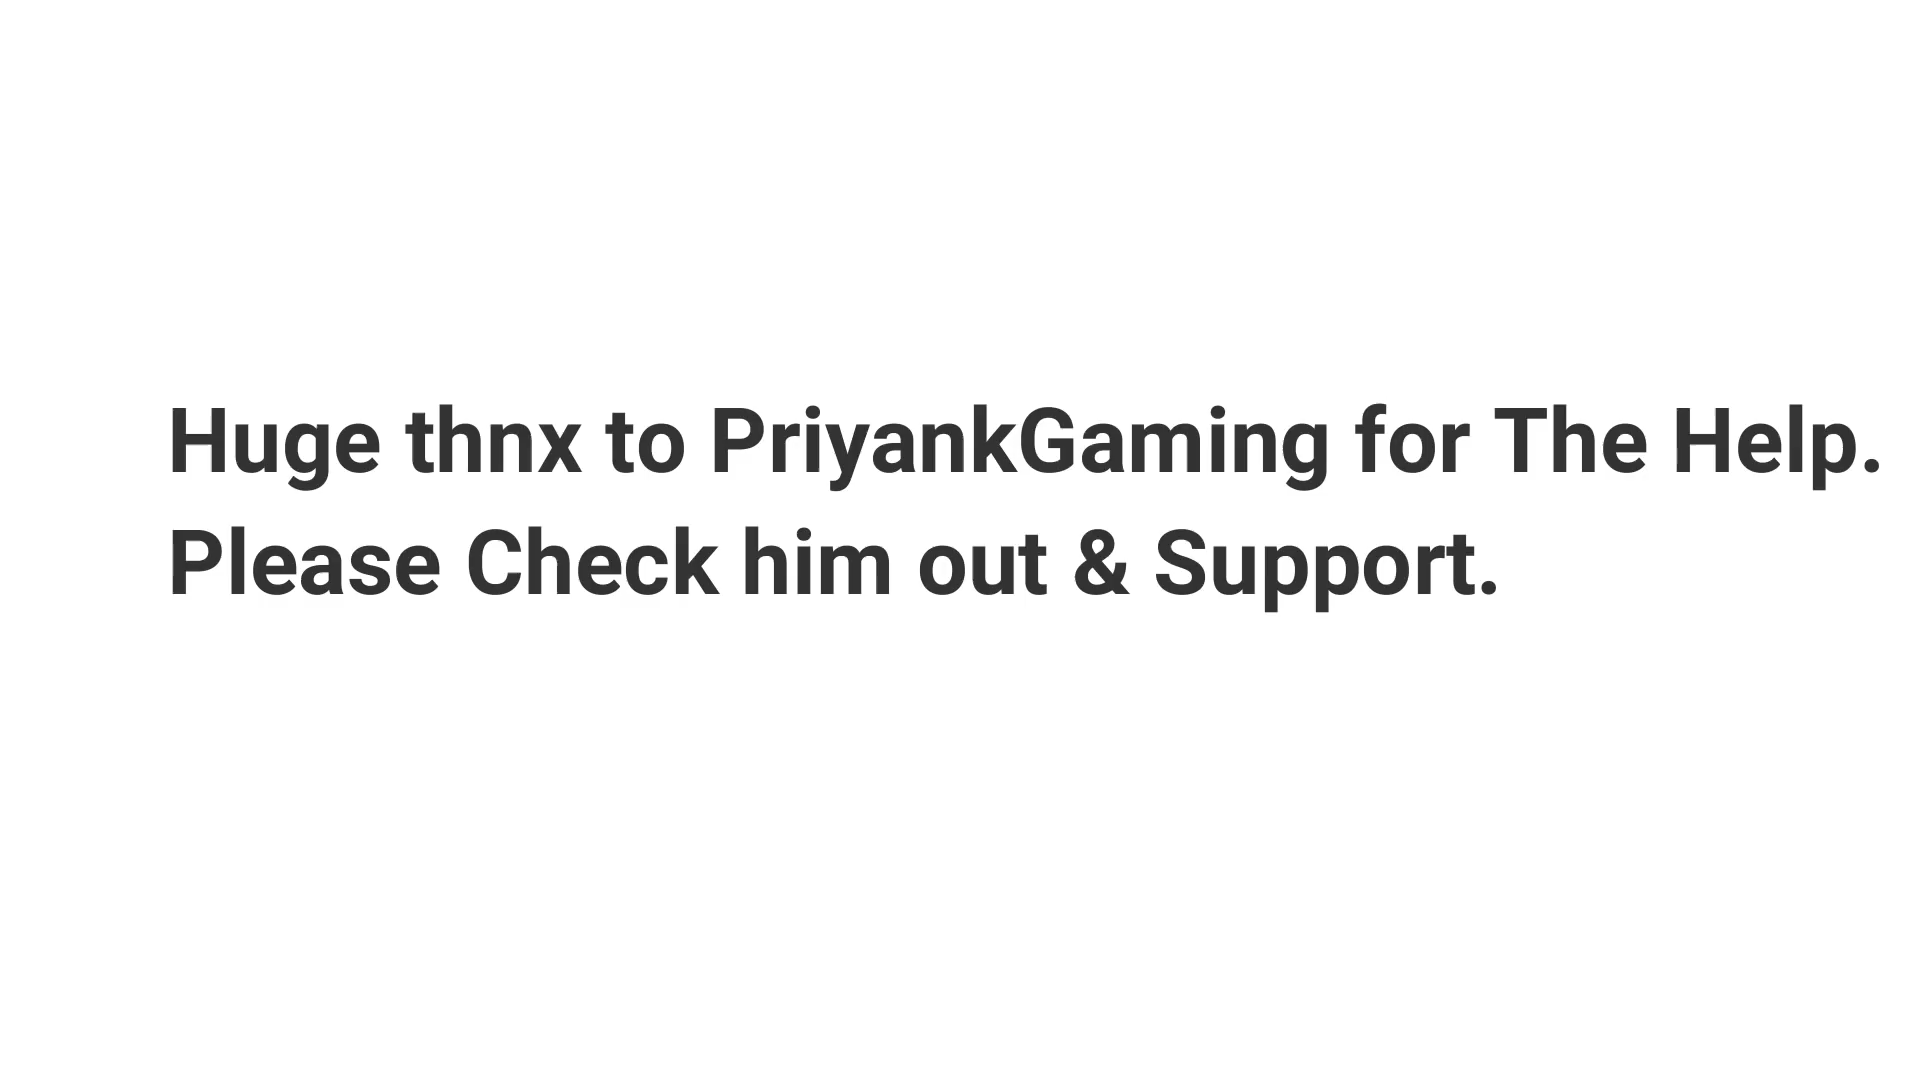 Huge thnx to PriyankGaming for The Help.
Please Check him out & Support.